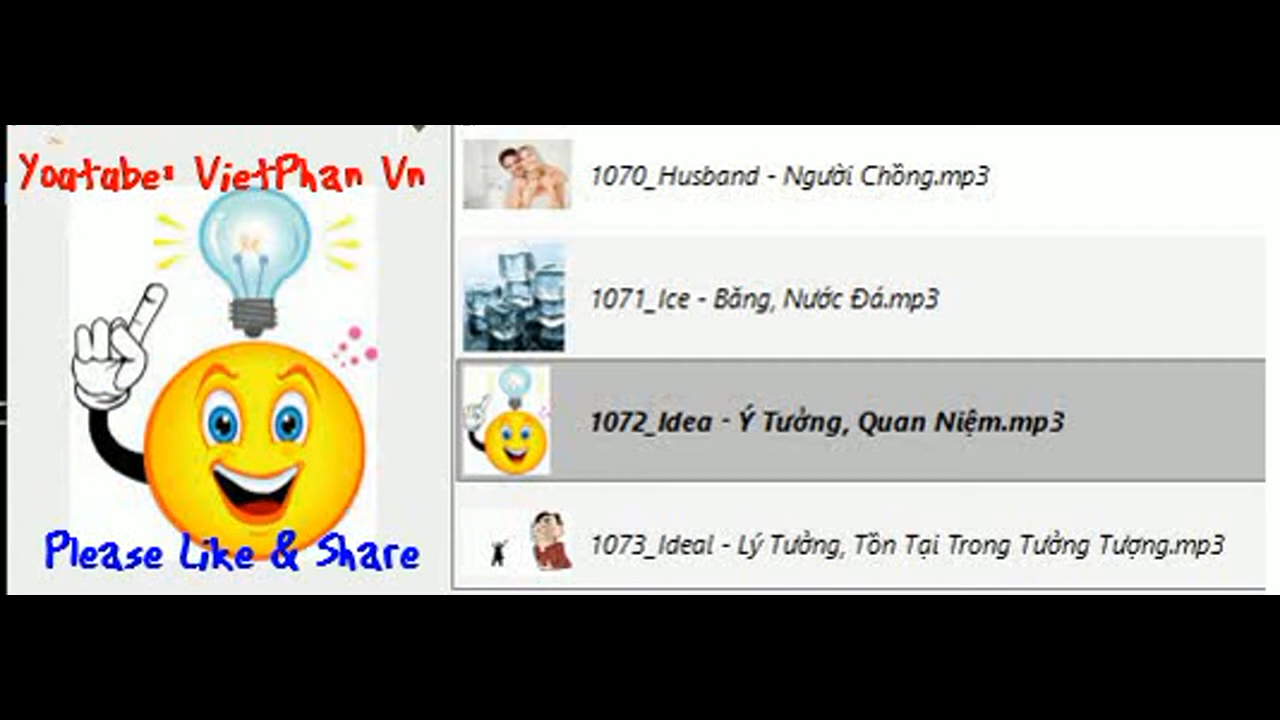 Youtube: VietPhan Vn
Please Like & Share
1070_Husband - Người Chồng.mp3
1071_Ice - Băng, Nước Đá.mp3
1072_Idea - Ý Tưởng, Quan Niệm.mp3
1073_Ideal - Lý Tưởng, Tồn Tại Trong Tưởng Tượng.mp3